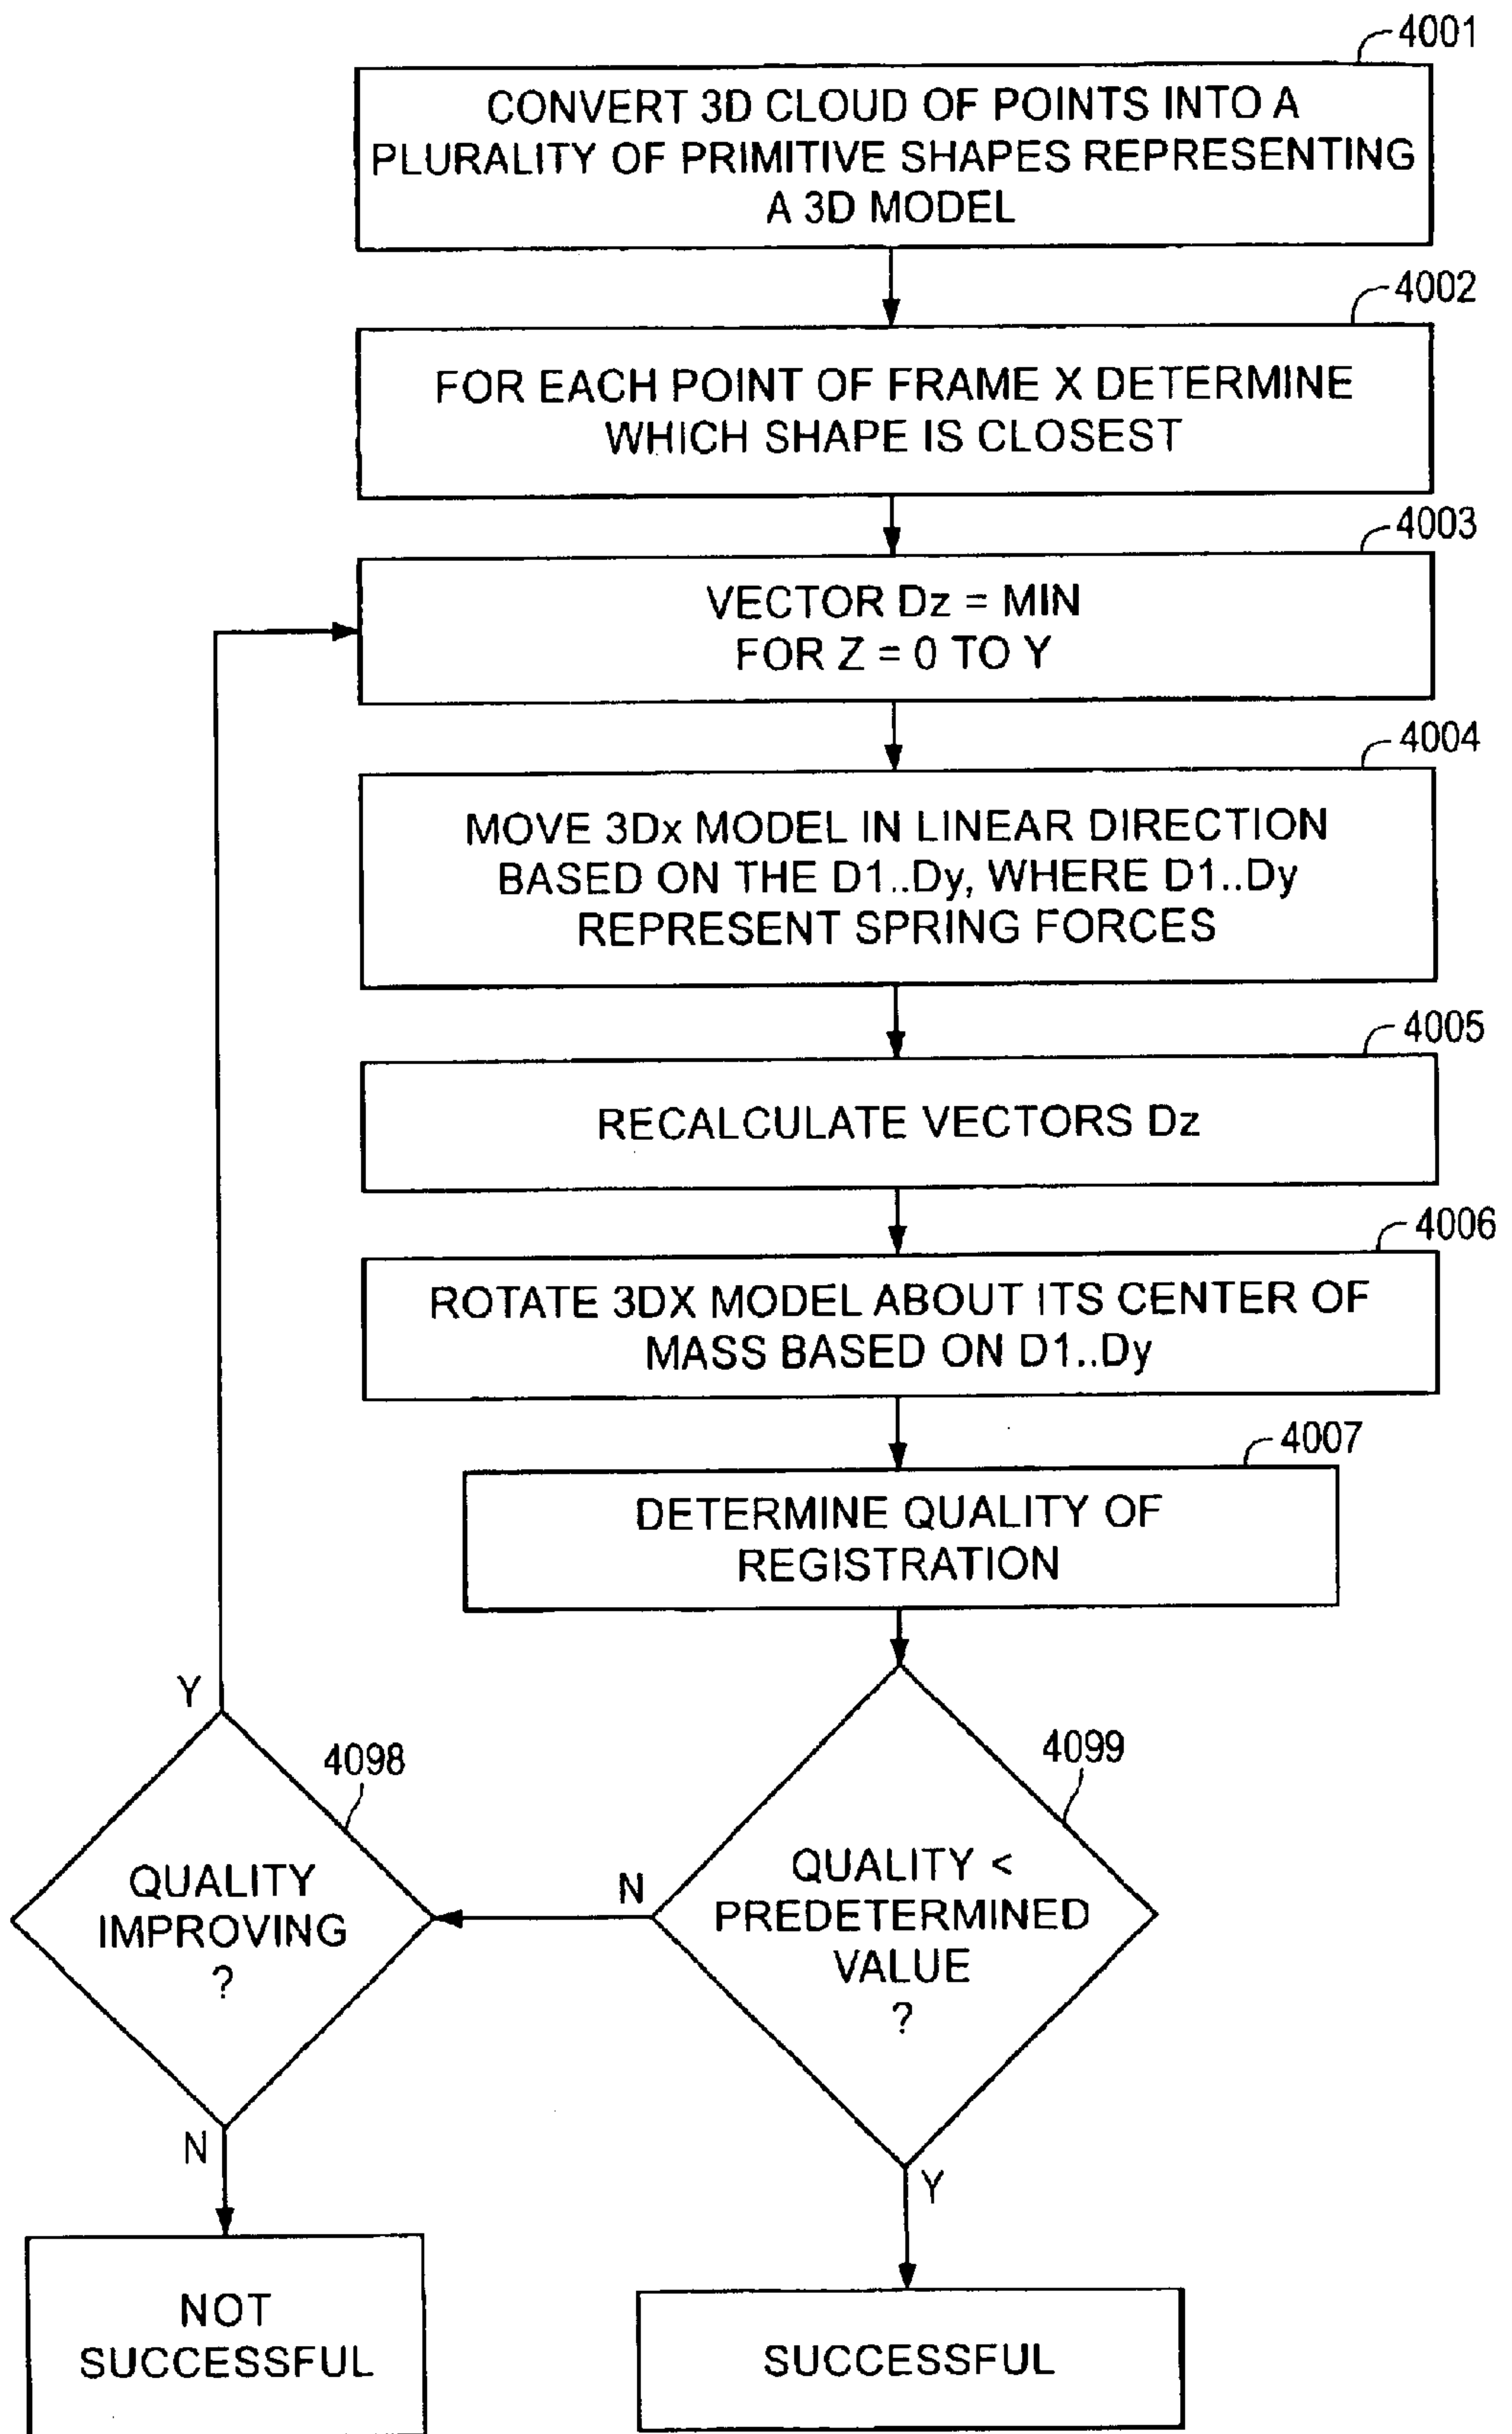 4001
CONVERT 3D CLOUD OF POINTS INTO A
PLURALITY OF PRIMITIVE SHAPES REPRESENTING
A 3D MODEL
4002
FOR EACH POINT OF FRAME X DETERMINE
WHICH SHAPE IS CLOSEST
4003
VECTOR Dz = MIN
FOR Z = 0 TO Y
4004
MOVE 3Dx MODEL IN LINEAR DIRECTION
BASED ON THE D1..Dy, WHERE D1..Dy
REPRESENT SPRING FORCES
4005
RECALCULATE VECTORS Dz
4006
ROTATE 3DX MODEL ABOUT ITS CENTER OF
MASS BASED ON D1..Dy
4007
DETERMINE QUALITY OF
REGISTRATION
4099
QUALITY <
PREDETERMINED
VALUE
?
N
Y
4098
QUALITY
IMPROVING
?
Y
N
NOT
SUCCESSFUL
SUCCESSFUL